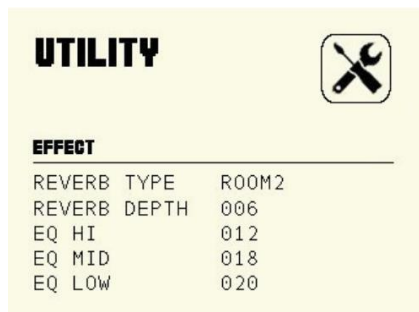 UTILITY
EFFECT
REVERB TYPE ROOM2
REVERB DEPTH 006
EQ HI 012
EQ MID 018
EQ LOW 020